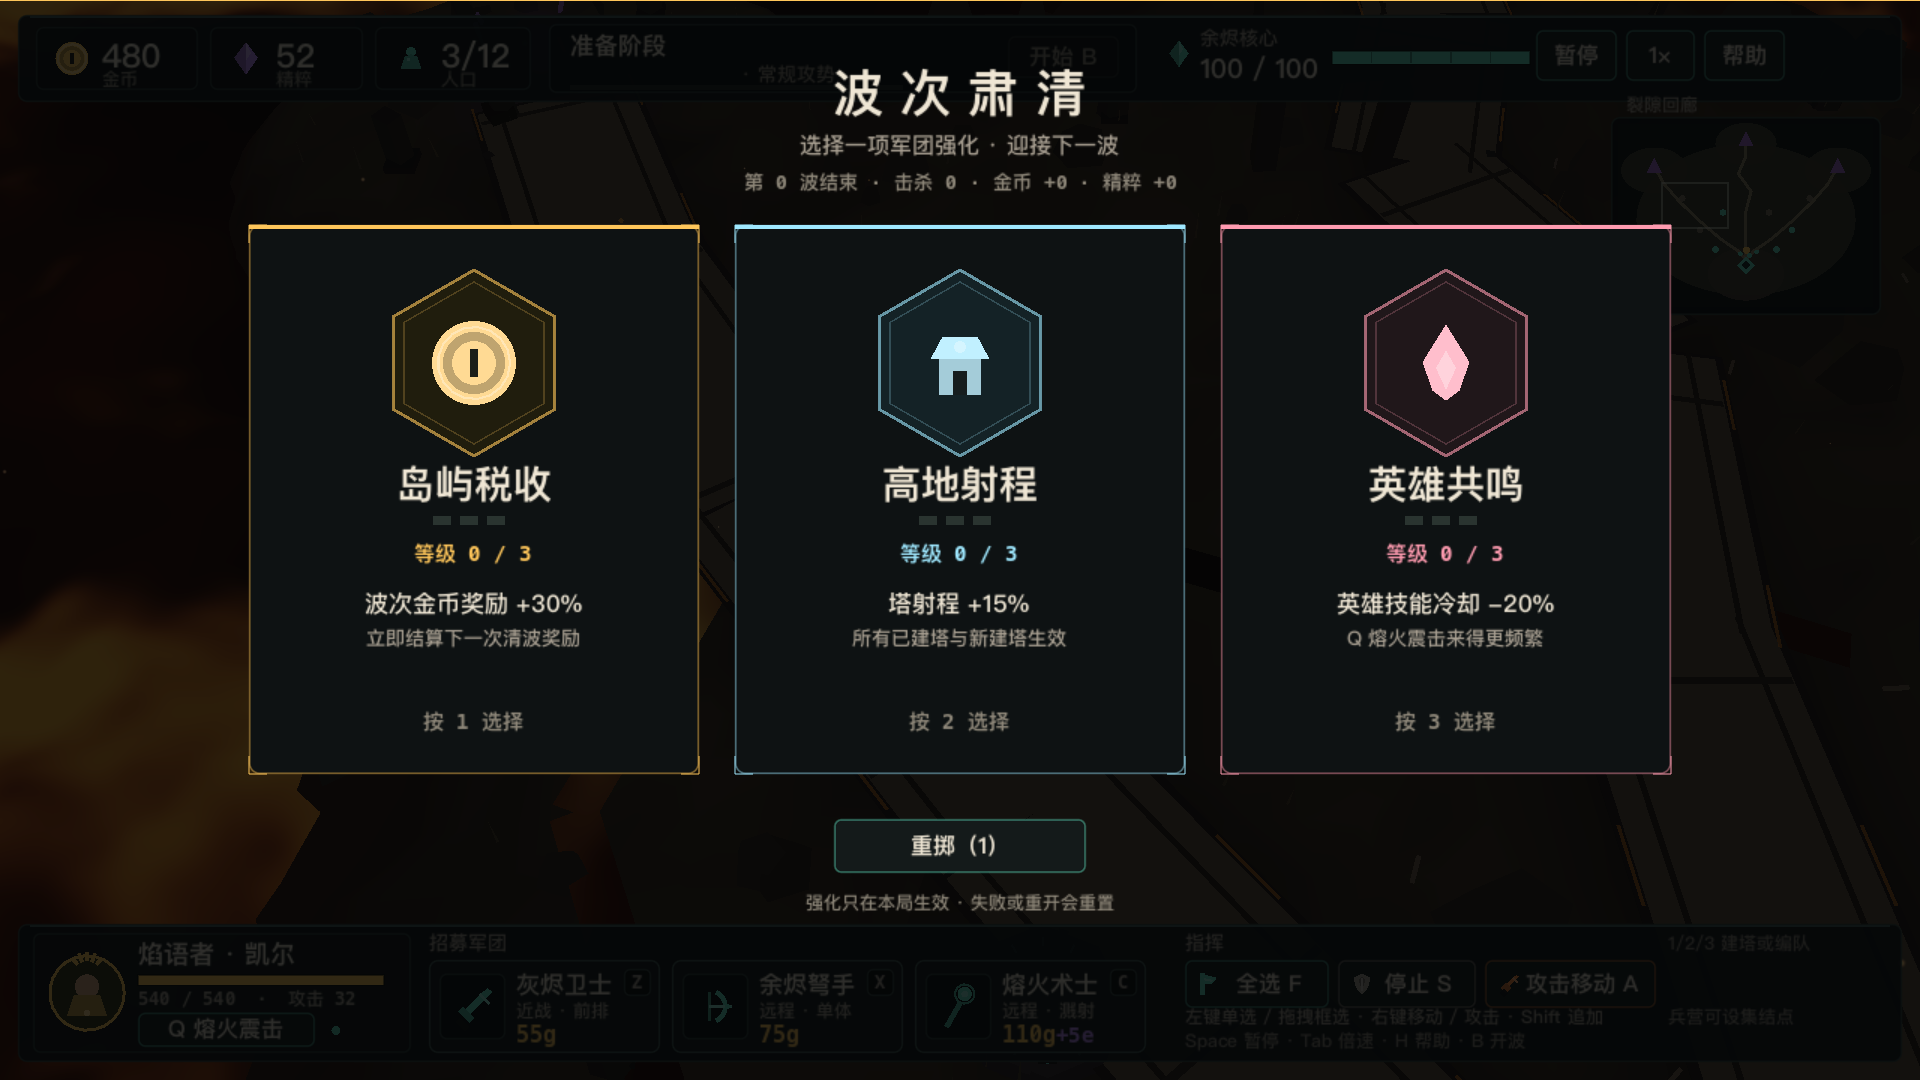 480
金币
52
精粹
3/12
人口
准备阶段
· 常规攻势
开始 B
余烬核心
100 / 100
暂停
1×
帮助
裂隙回廊
波次肃清
选择一项军团强化 · 迎接下一波
第 0 波结束 · 击杀 0 · 金币 +0 · 精粹 +0
岛屿税收
等级 0 / 3
波次金币奖励 +30%
立即结算下一次清波奖励
按 1 选择
高地射程
等级 0 / 3
塔射程 +15%
所有已建塔与新建塔生效
按 2 选择
英雄共鸣
等级 0 / 3
英雄技能冷却 −20%
Q 熔火震击来得更频繁
按 3 选择
重掷（1）
强化只在本局生效 · 失败或重开会重置
焰语者 · 凯尔
540 / 540 · 攻击 32
Q 熔火震击
招募军团
灰烬卫士 Z
近战 · 前排
55g
余烬弩手 X
远程 · 单体
75g
熔火术士 C
远程 · 溅射
110g+5e
指挥
全选 F
停止 S
攻击移动 A
左键单选 / 拖拽框选 · 右键移动 / 攻击 · Shift 追加
Space 暂停 · Tab 倍速 · H 帮助 · B 开波
1/2/3 建塔或编队
兵营可设集结点